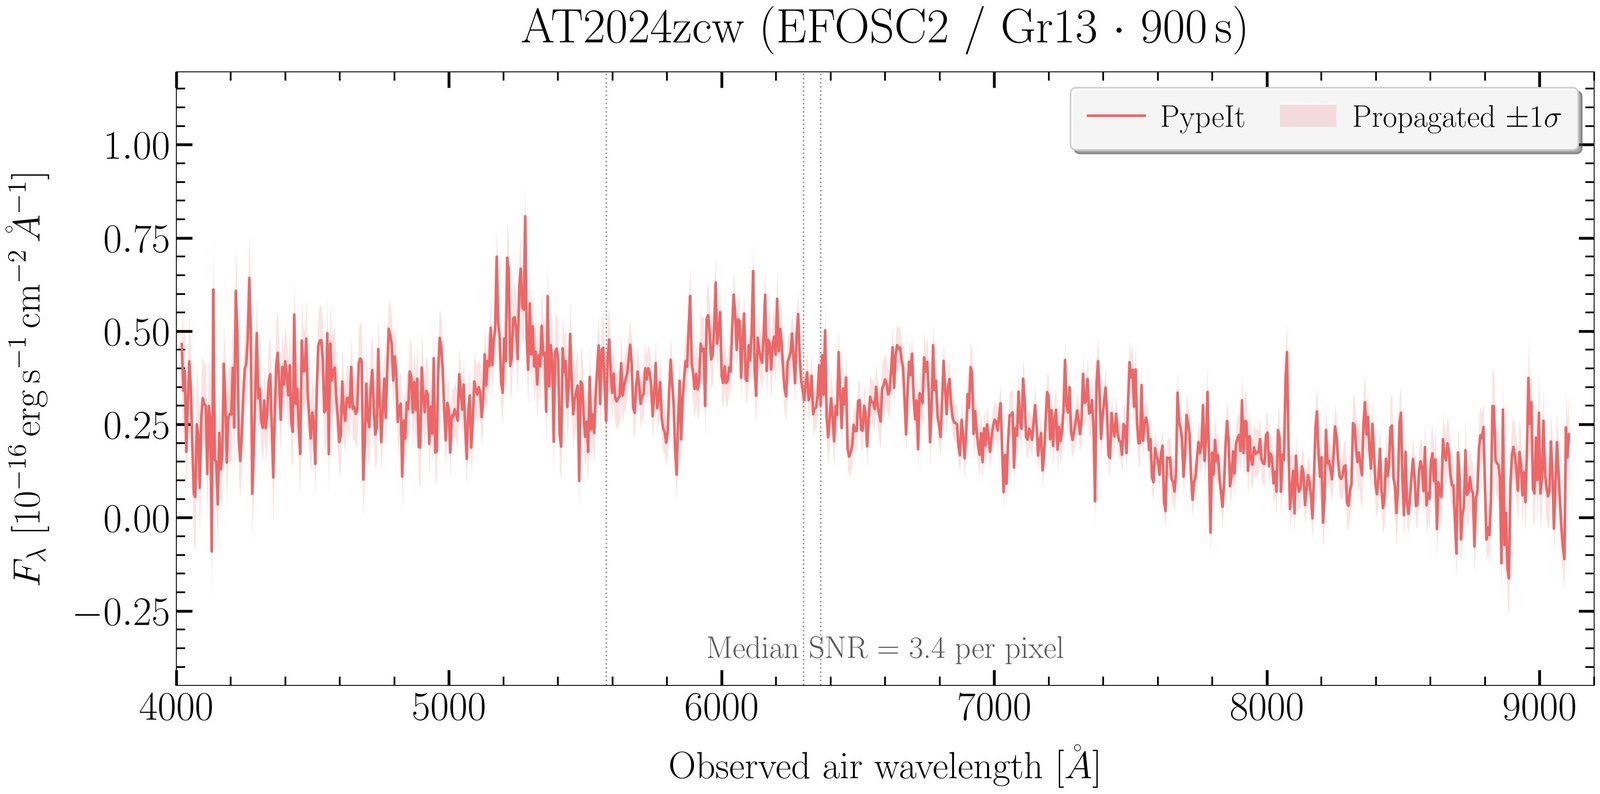 AT2024zcw (EFOSC2 / Gr13 · 900 s)
PypeIt
Propagated ±1σ
1.00
0.75
0.50
0.25
0.00
−0.25
F_λ [10⁻¹⁶ erg s⁻¹ cm⁻² Å⁻¹]
Median SNR = 3.4 per pixel
4000 5000 6000 7000 8000 9000
Observed air wavelength [Å]